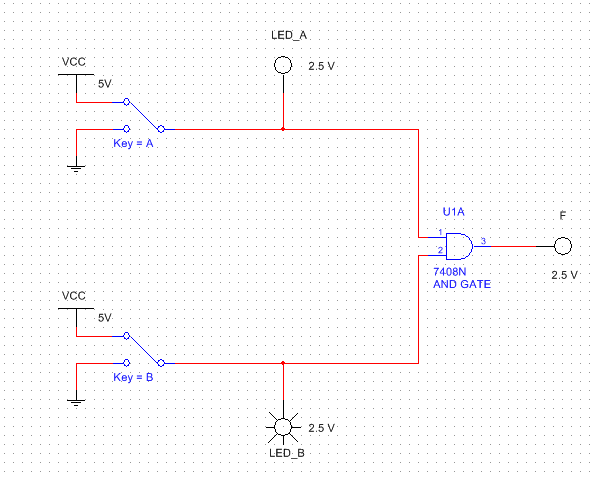 LED_A
VCC
2.5 V
5V
Key = A
U1A
F
1
3
2
7408N
2.5 V
AND GATE
VCC
5V
Key = B
2.5 V
LED_B